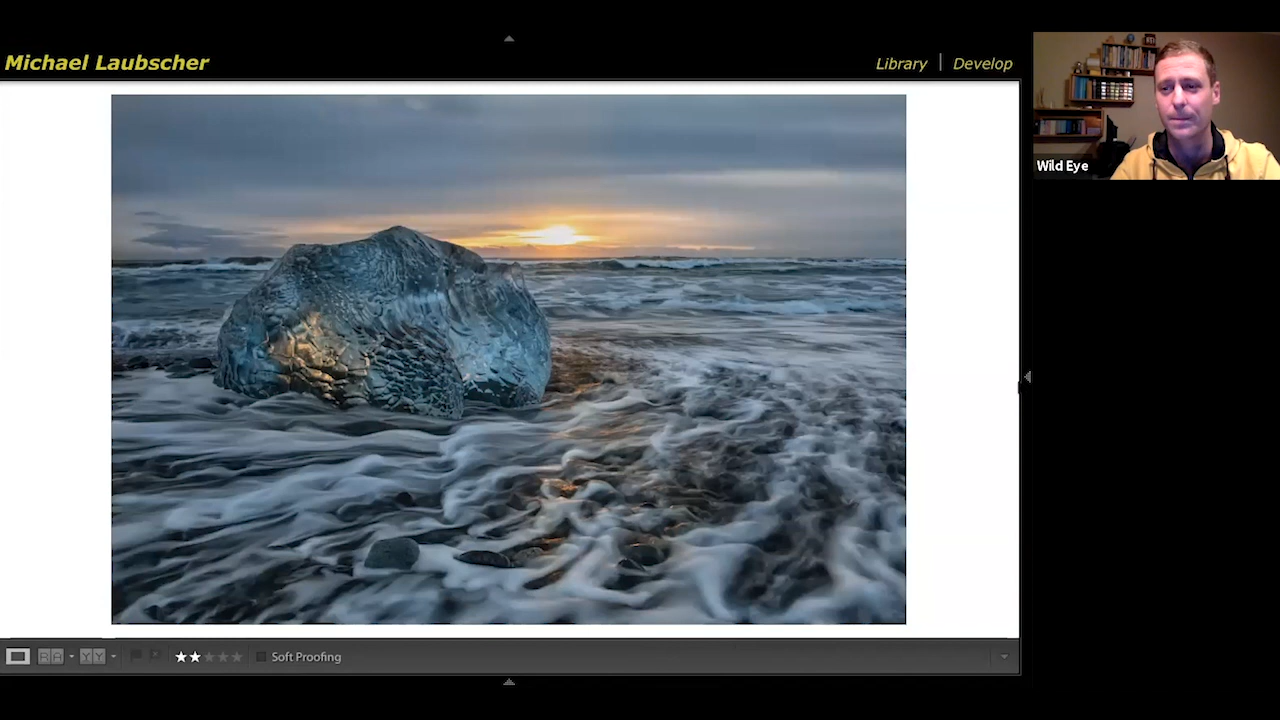 Michael Laubscher
Library | Develop
Wild Eye
Soft Proofing